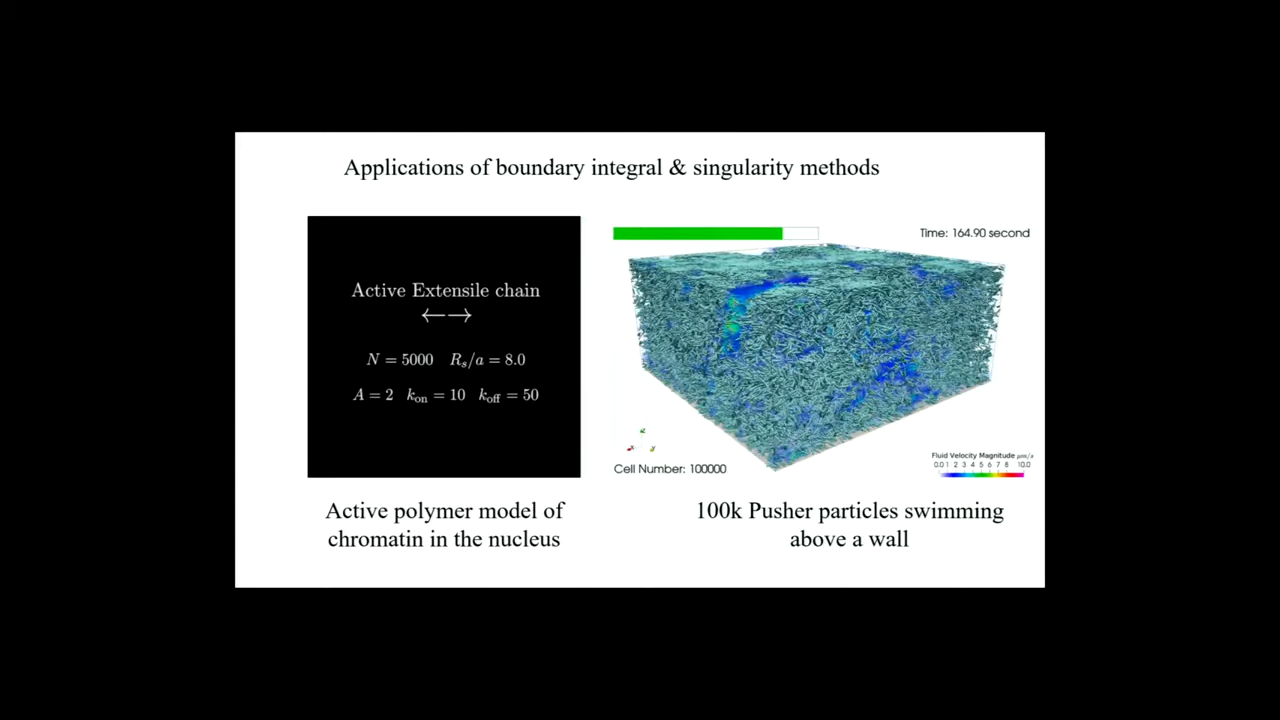 Applications of boundary integral & singularity methods
Active Extensile chain
←→
N = 5000 Rₛ/a = 8.0
A = 2 kₒₙ = 10 k_off = 50
Active polymer model of
chromatin in the nucleus
Time: 164.90 second
Cell Number: 100000
Fluid Velocity Magnitude μm/s
0.0 1 2 3 4 5 6 7 8 10.0
100k Pusher particles swimming
above a wall